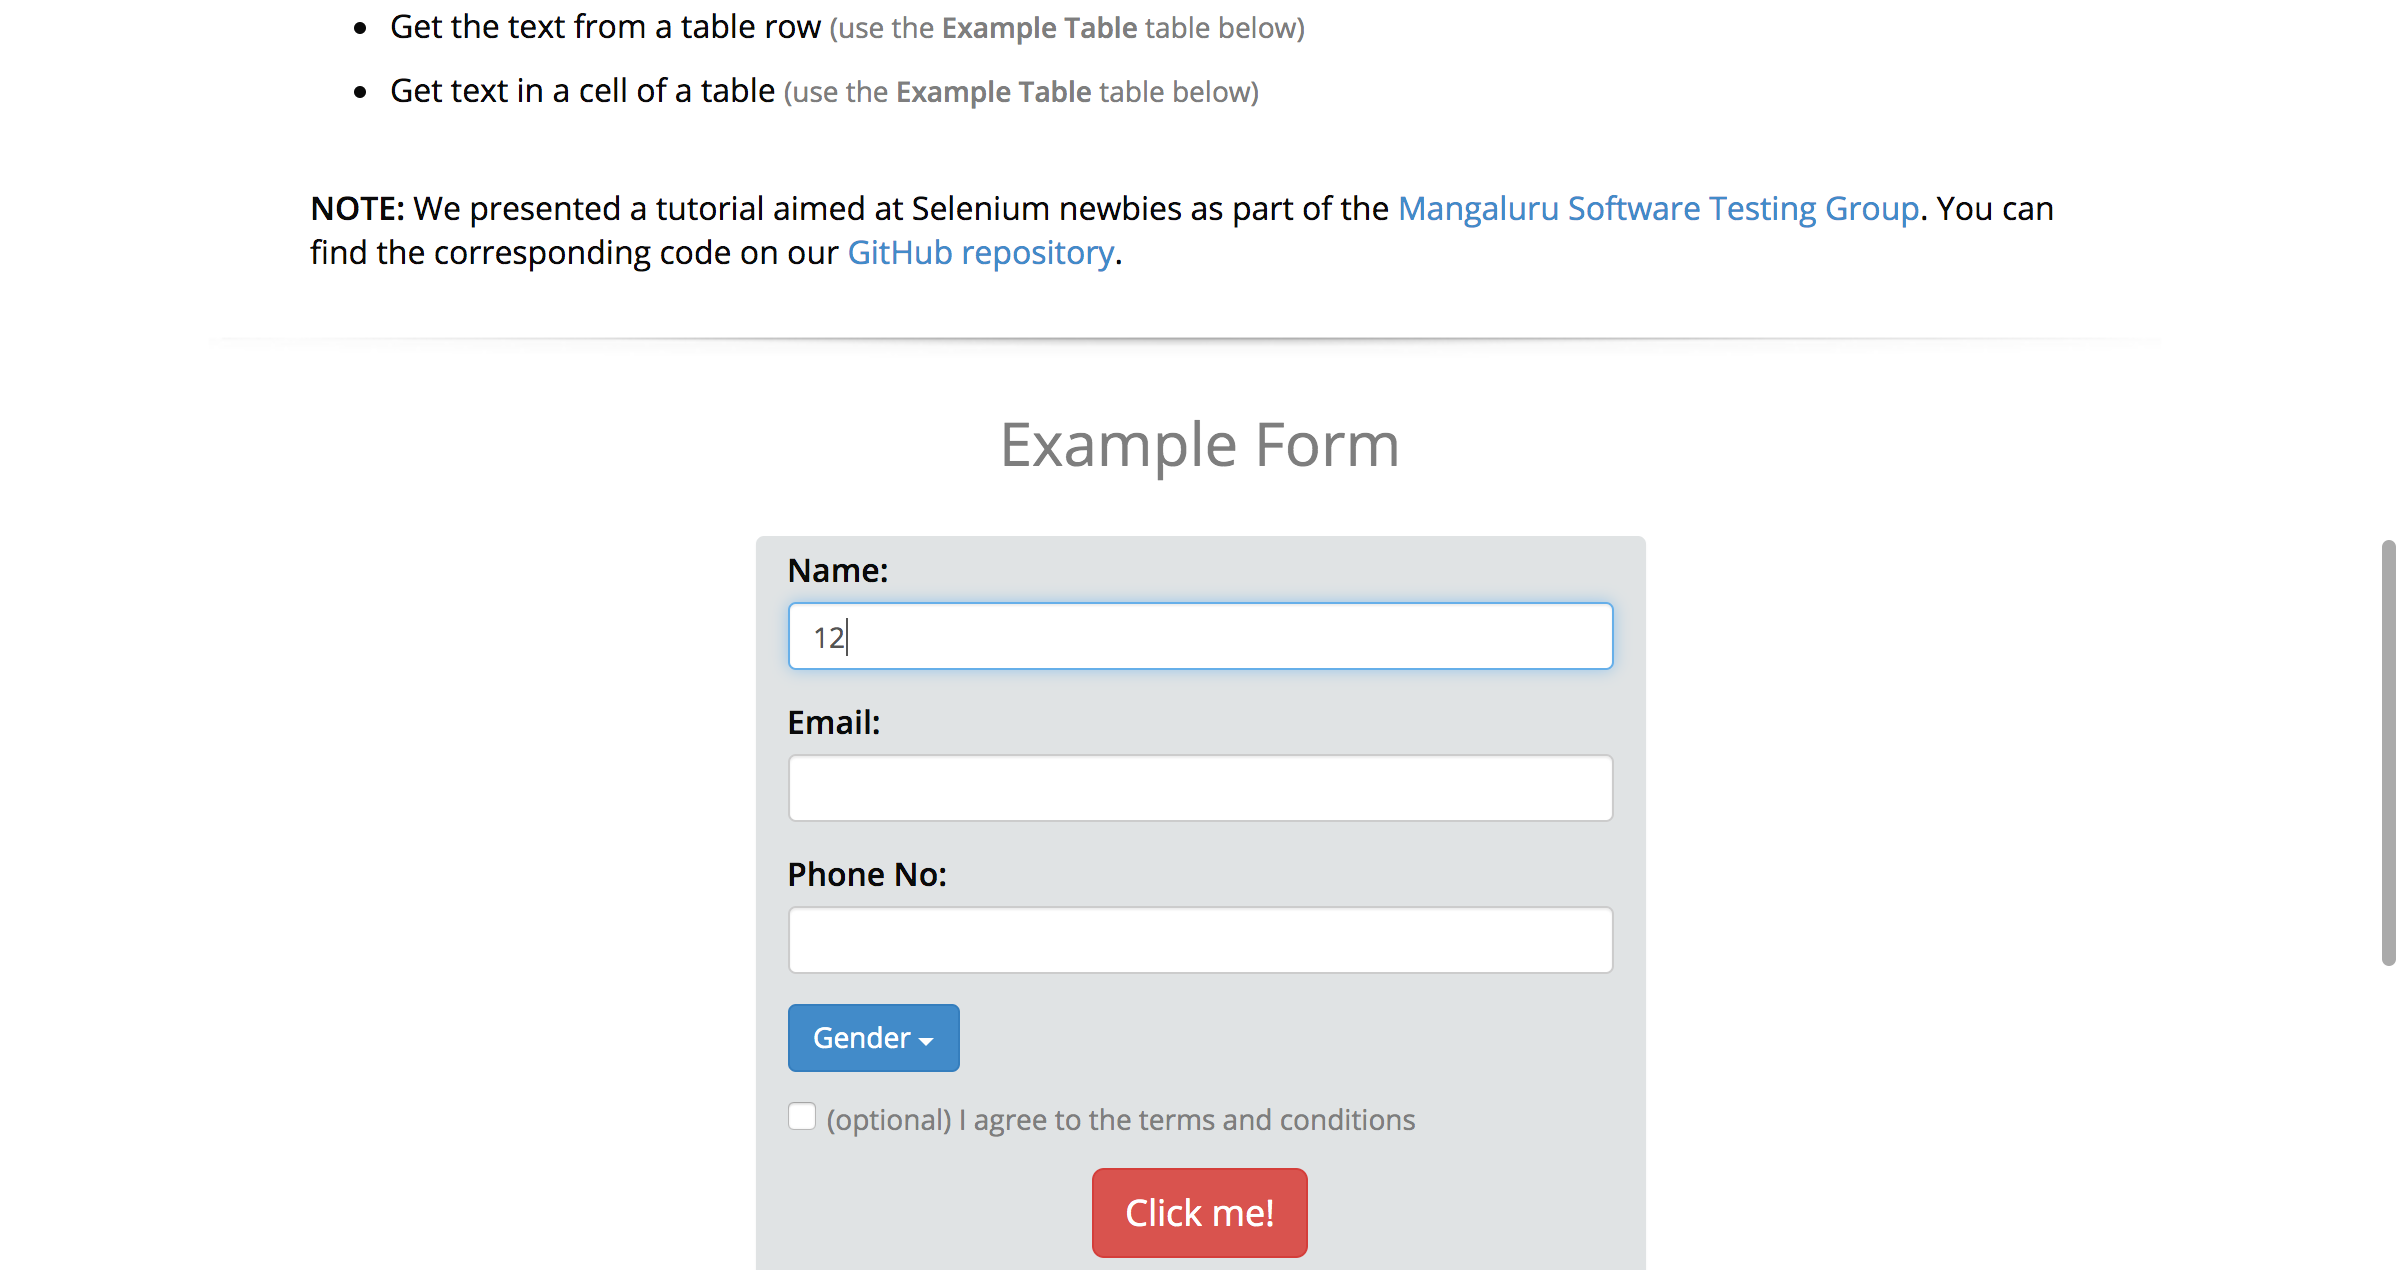 Get the text from a table row (use the Example Table table below)
Get text in a cell of a table (use the Example Table table below)
NOTE: We presented a tutorial aimed at Selenium newbies as part of the Mangaluru Software Testing Group. You can
find the corresponding code on our GitHub repository.
Example Form
Name:
12
Email:
Phone No:
Gender
(optional) I agree to the terms and conditions
Click me!